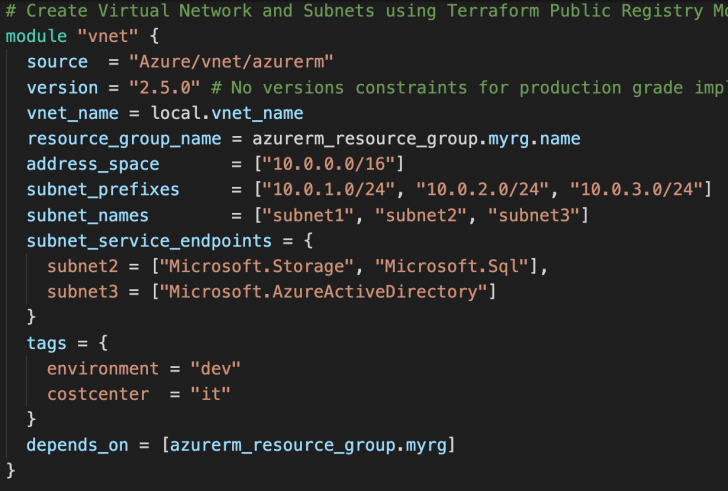 # Create Virtual Network and Subnets using Terraform Public Registry
module "vnet" {
  source  = "Azure/vnet/azurerm"
  version = "2.5.0" # No versions constraints for production grade
  vnet_name = local.vnet_name
  resource_group_name = azurerm_resource_group.myrg.name
  address_space       = ["10.0.0.0/16"]
  subnet_prefixes     = ["10.0.1.0/24", "10.0.2.0/24", "10.0.3.0/24"]
  subnet_names        = ["subnet1", "subnet2", "subnet3"]
  subnet_service_endpoints = {
    subnet2 = ["Microsoft.Storage", "Microsoft.Sql"],
    subnet3 = ["Microsoft.AzureActiveDirectory"]
  }
  tags = {
    environment = "dev"
    costcenter  = "it"
  }
  depends_on = [azurerm_resource_group.myrg]
}